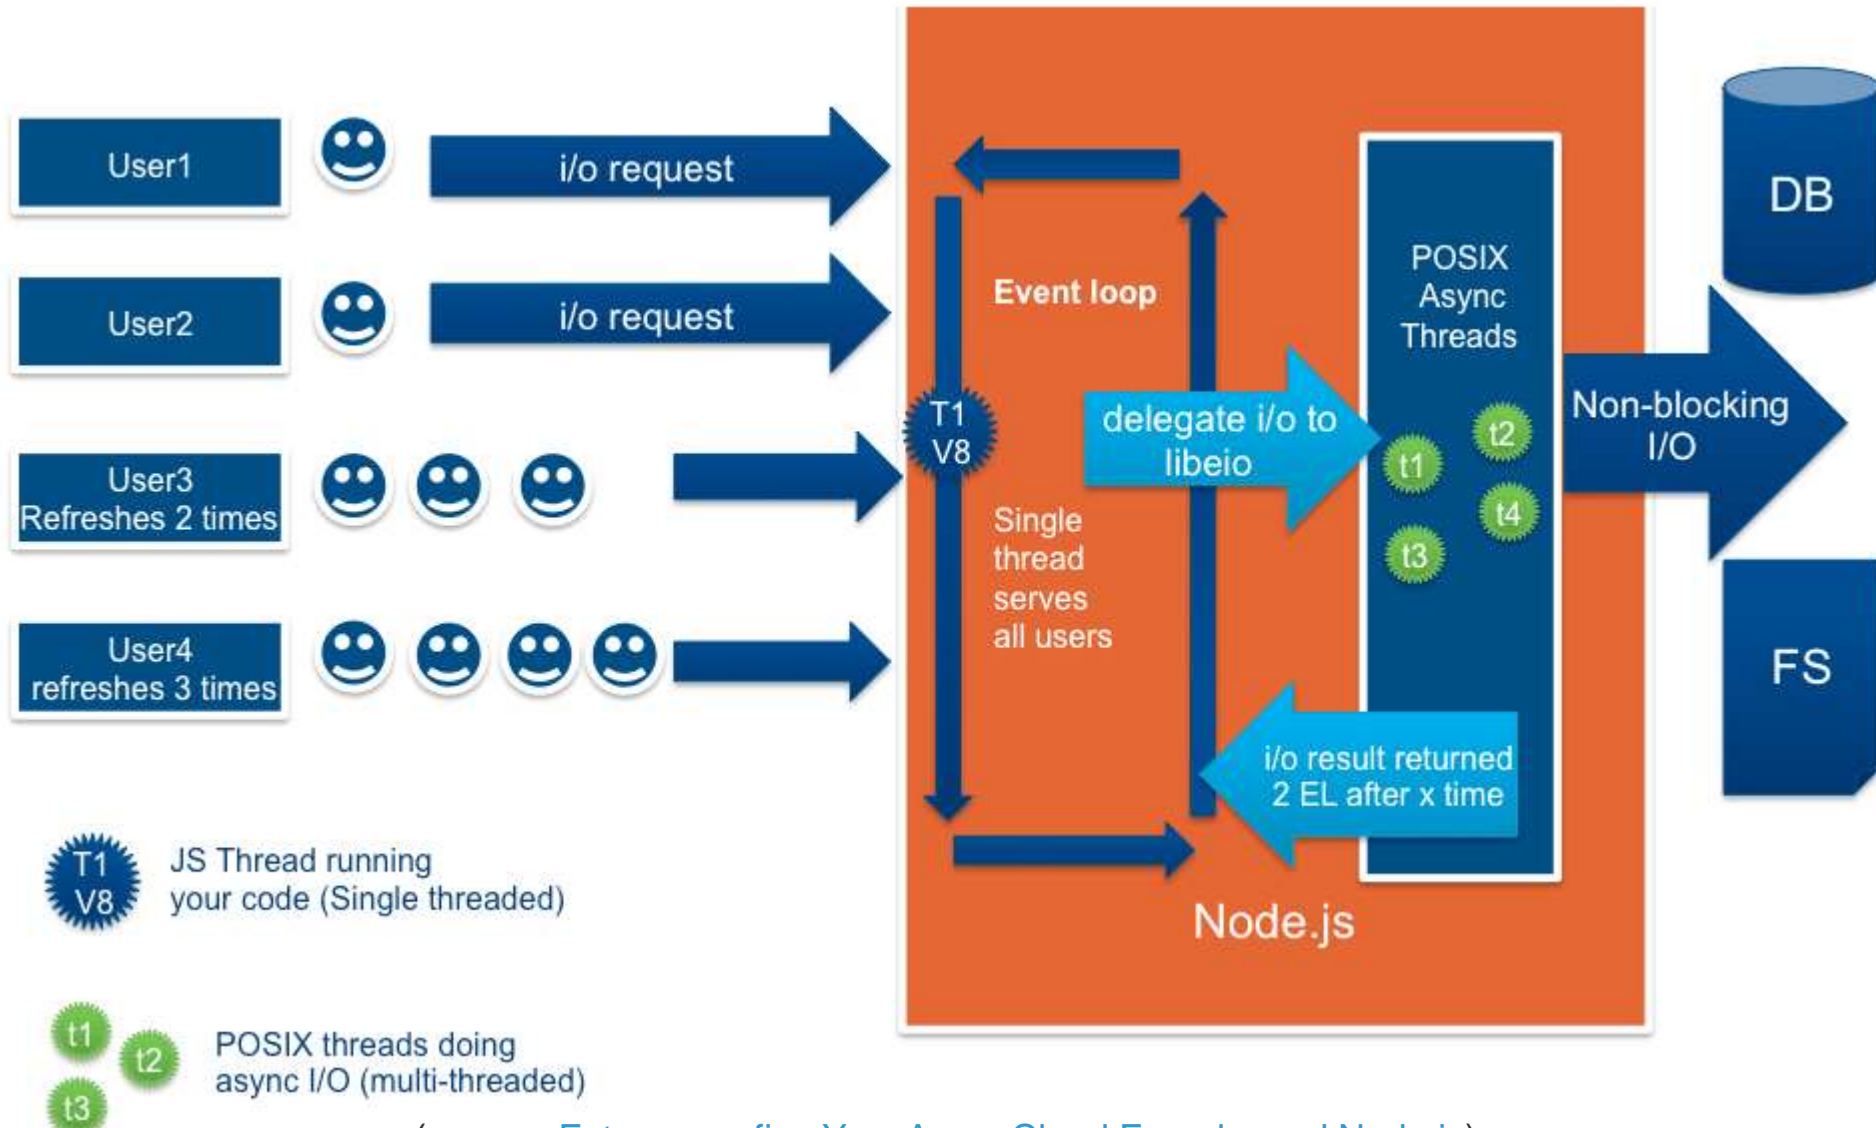 User1
i/o request
User2
i/o request
User3
Refreshes 2 times
User4
refreshes 3 times
T1
V8
JS Thread running
your code (Single threaded)
t1
t2
t3
POSIX threads doing
async I/O (multi-threaded)
Event loop
T1
V8
Single
thread
serves
all users
delegate i/o to
libeio
POSIX
Async
Threads
t1
t2
t3
t4
i/o result returned
2 EL after x time
Node.js
Non-blocking
I/O
DB
FS